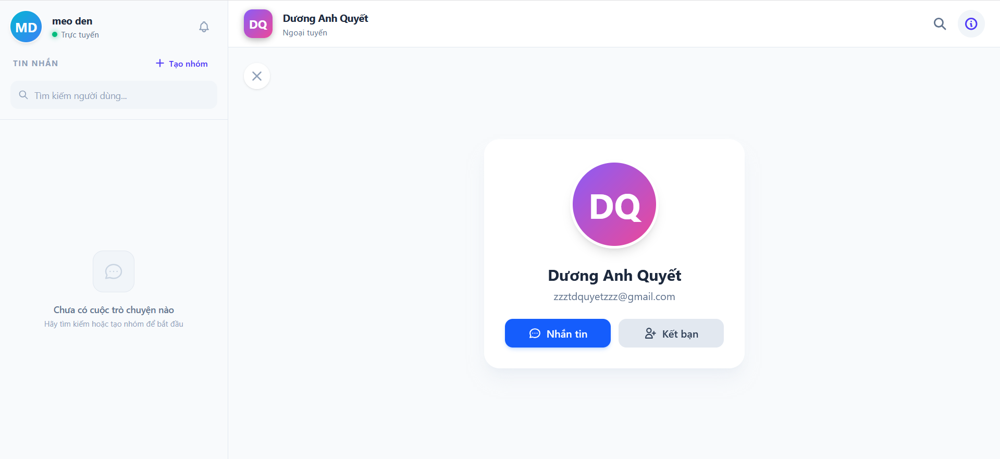 MD
meo den
Trực tuyến
TIN NHẮN
Tạo nhóm
Tìm kiếm người dùng...
Chưa có cuộc trò chuyện nào
Hãy tìm kiếm hoặc tạo nhóm để bắt đầu
DQ
Dương Anh Quyết
Ngoại tuyến
DQ
Dương Anh Quyết
zzztdquyetzzz@gmail.com
Nhắn tin
Kết bạn